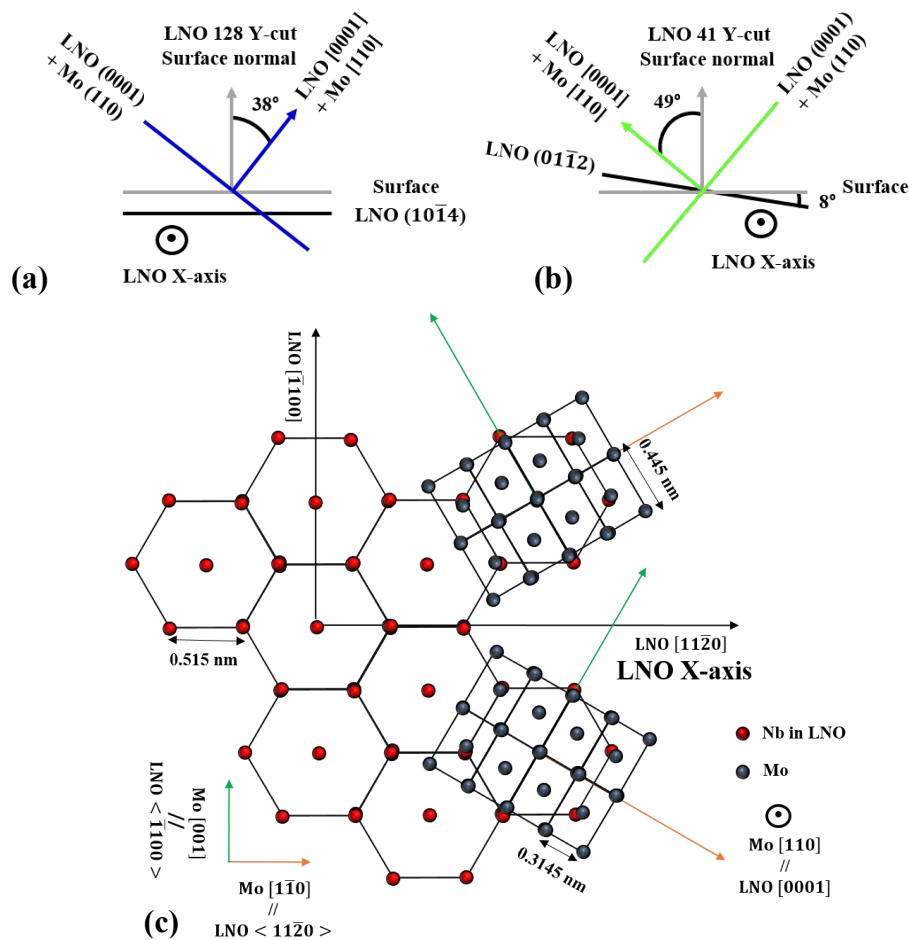 LNO (0001)
+ Mo (110)
LNO 128 Y-cut
Surface normal
38°
LNO [0001]
+ Mo [110]
Surface
LNO (101̄4)
LNO X-axis
(a)
LNO [0001]
+ Mo [110]
LNO 41 Y-cut
Surface normal
49°
LNO (0001)
+ Mo (110)
LNO (011̄2)
Surface
8°
LNO X-axis
(b)
LNO [1̄100]
0.445 nm
0.515 nm
LNO [112̄0]
LNO X-axis
Nb in LNO
Mo
0.3145 nm
Mo [001]
//
LNO < 1̄100 >
Mo [11̄0]
//
LNO < 112̄0 >
Mo [110]
//
LNO [0001]
(c)